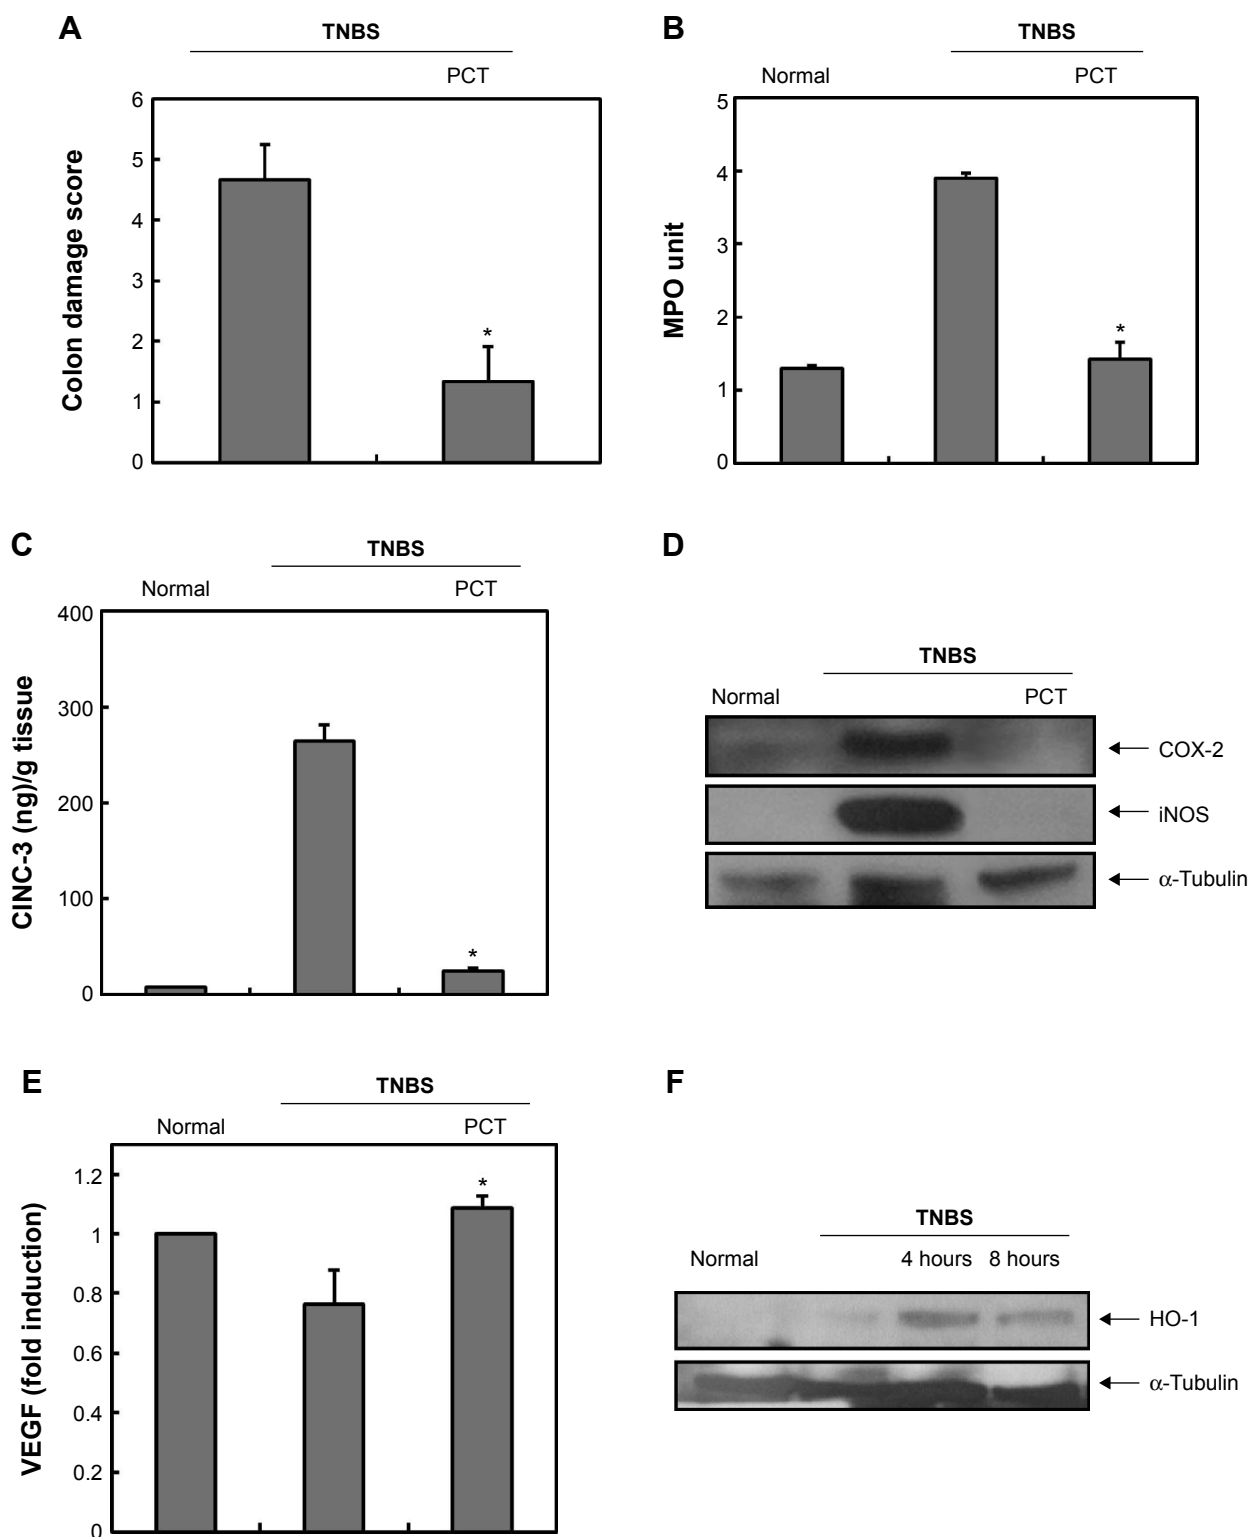 A
TNBS
PCT
Colon damage score
6
5
4
3
2
1
0
*
B
TNBS
Normal
PCT
MPO unit
5
4
3
2
1
0
*
C
TNBS
Normal
PCT
CINC-3 (ng)/g tissue
400
300
200
100
0
*
D
TNBS
Normal
PCT
COX-2
iNOS
α-Tubulin
E
TNBS
Normal
PCT
VEGF (fold induction)
1.2
1
0.8
0.6
0.4
0.2
0
*
F
TNBS
Normal
4 hours
8 hours
HO-1
α-Tubulin